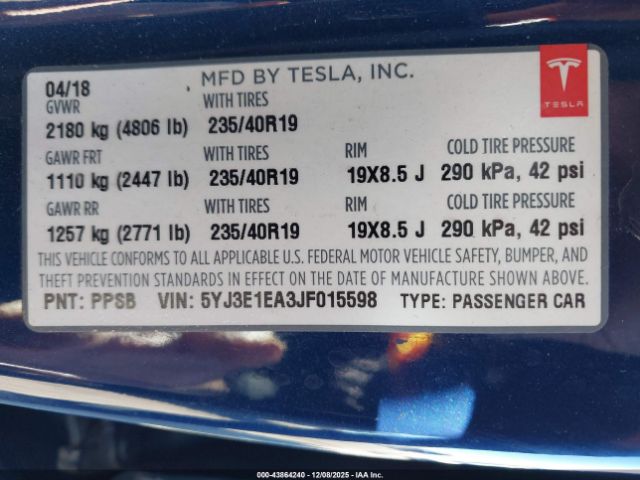 04/18 MFD BY TESLA, INC.
GVWR WITH TIRES
2180 kg (4806 lb) 235/40R19
GAWR FRT WITH TIRES RIM COLD TIRE PRESSURE
1110 kg (2447 lb) 235/40R19 19X8.5 J 290 kPa, 42 psi
GAWR RR WITH TIRES RIM COLD TIRE PRESSURE
1257 kg (2771 lb) 235/40R19 19X8.5 J 290 kPa, 42 psi
THIS VEHICLE CONFORMS TO ALL APPLICABLE U.S. FEDERAL MOTOR VEHICLE SAFETY, BUMPER, AND
THEFT PREVENTION STANDARDS IN EFFECT ON THE DATE OF MANUFACTURE SHOWN ABOVE.
PNT: PPSB VIN: 5YJ3E1EA3JF015598 TYPE: PASSENGER CAR
TESLA
000-43864240 - 12/08/2025 - IAA Inc.